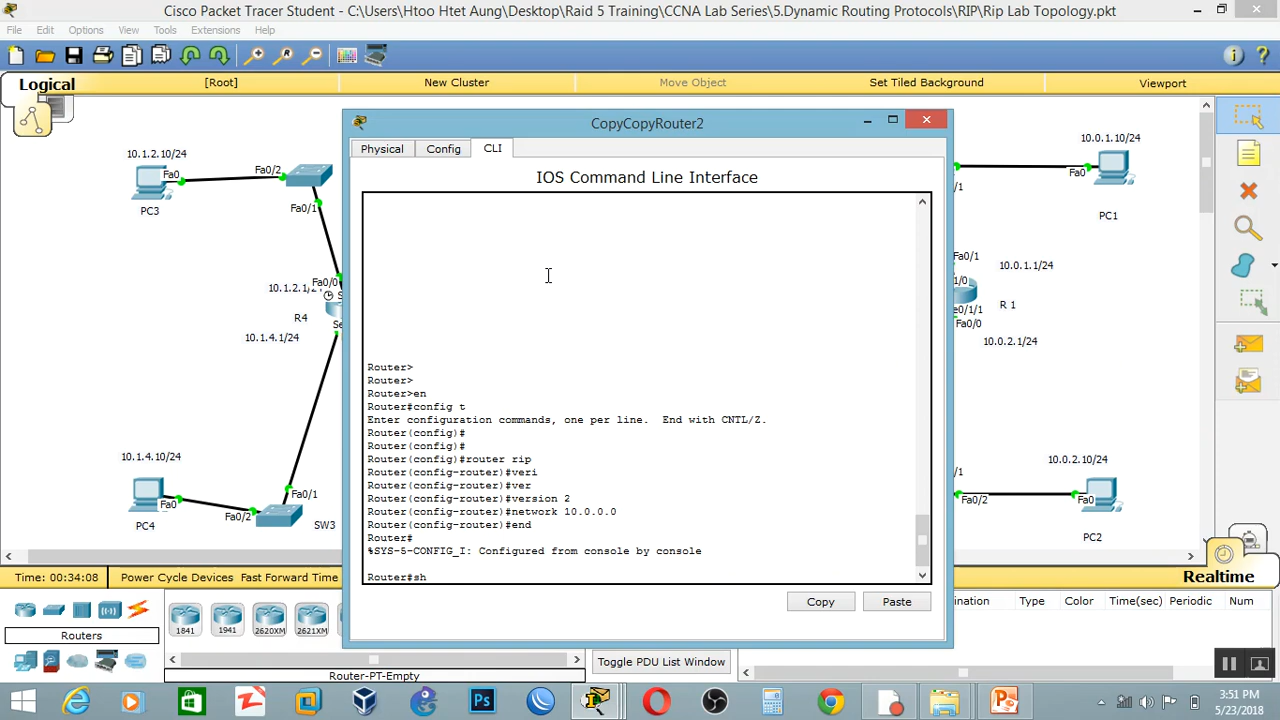 Cisco Packet Tracer Student - C:\Users\Htoo Htet Aung\Desktop\Raid 5 Training\CCNA Lab Series\5.Dynamic Routing Protocols\RIP\Rip Lab Topology.pkt
File Edit Options View Tools Extensions Help
Logical [Root] New Cluster Move Object Set Tiled Background Viewport
CopyCopyRouter2
Physical Config CLI
IOS Command Line Interface
10.1.2.10/24
Fa0
Fa0/2
PC3
Fa0/1
Fa0/0
10.1.2.1/24
R4
10.1.4.1/24
10.1.4.10/24
Fa0
PC4
Fa0/2
Fa0/1
SW3
Router>
Router>
Router>en
Router#config t
Enter configuration commands, one per line.  End with CNTL/Z.
Router(config)#
Router(config)#
Router(config)#router rip
Router(config-router)#veri
Router(config-router)#ver
Router(config-router)#version 2
Router(config-router)#network 10.0.0.0
Router(config-router)#end
Router#
%SYS-5-CONFIG_I: Configured from console by console
Router#sh
Copy Paste
10.0.1.10/24
Fa0
PC1
Fa0/1
10.0.1.1/24
R 1
Fa0/0
10.0.2.1/24
10.0.2.10/24
Fa0/2
Fa0
PC2
Time: 00:34:08 Power Cycle Devices Fast Forward Time
Realtime
Routers
1841 1941 2620XM 2621XM
Router-PT-Empty
Toggle PDU List Window
Type Color Time(sec) Periodic Num
3:51 PM
5/23/2018